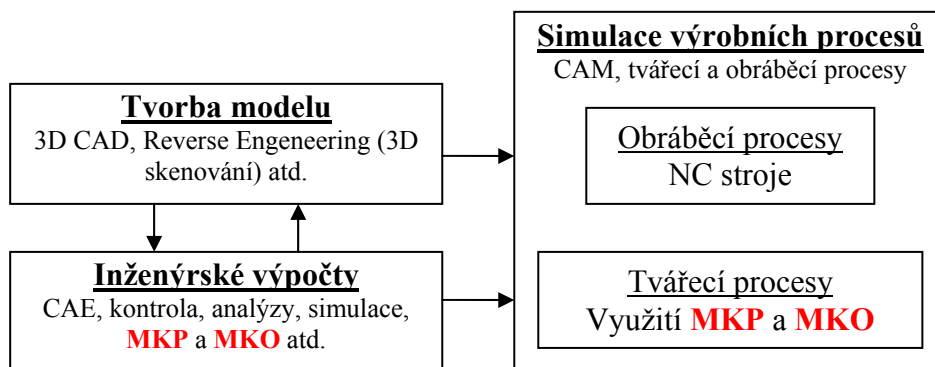 Tvorba modelu
3D CAD, Reverse Engeneering (3D
skenování) atd.
Inženýrské výpočty
CAE, kontrola, analýzy, simulace,
MKP a MKO atd.
Simulace výrobních procesů
CAM, tvářecí a obráběcí procesy
Obráběcí procesy
NC stroje
Tvářecí procesy
Využití MKP a MKO